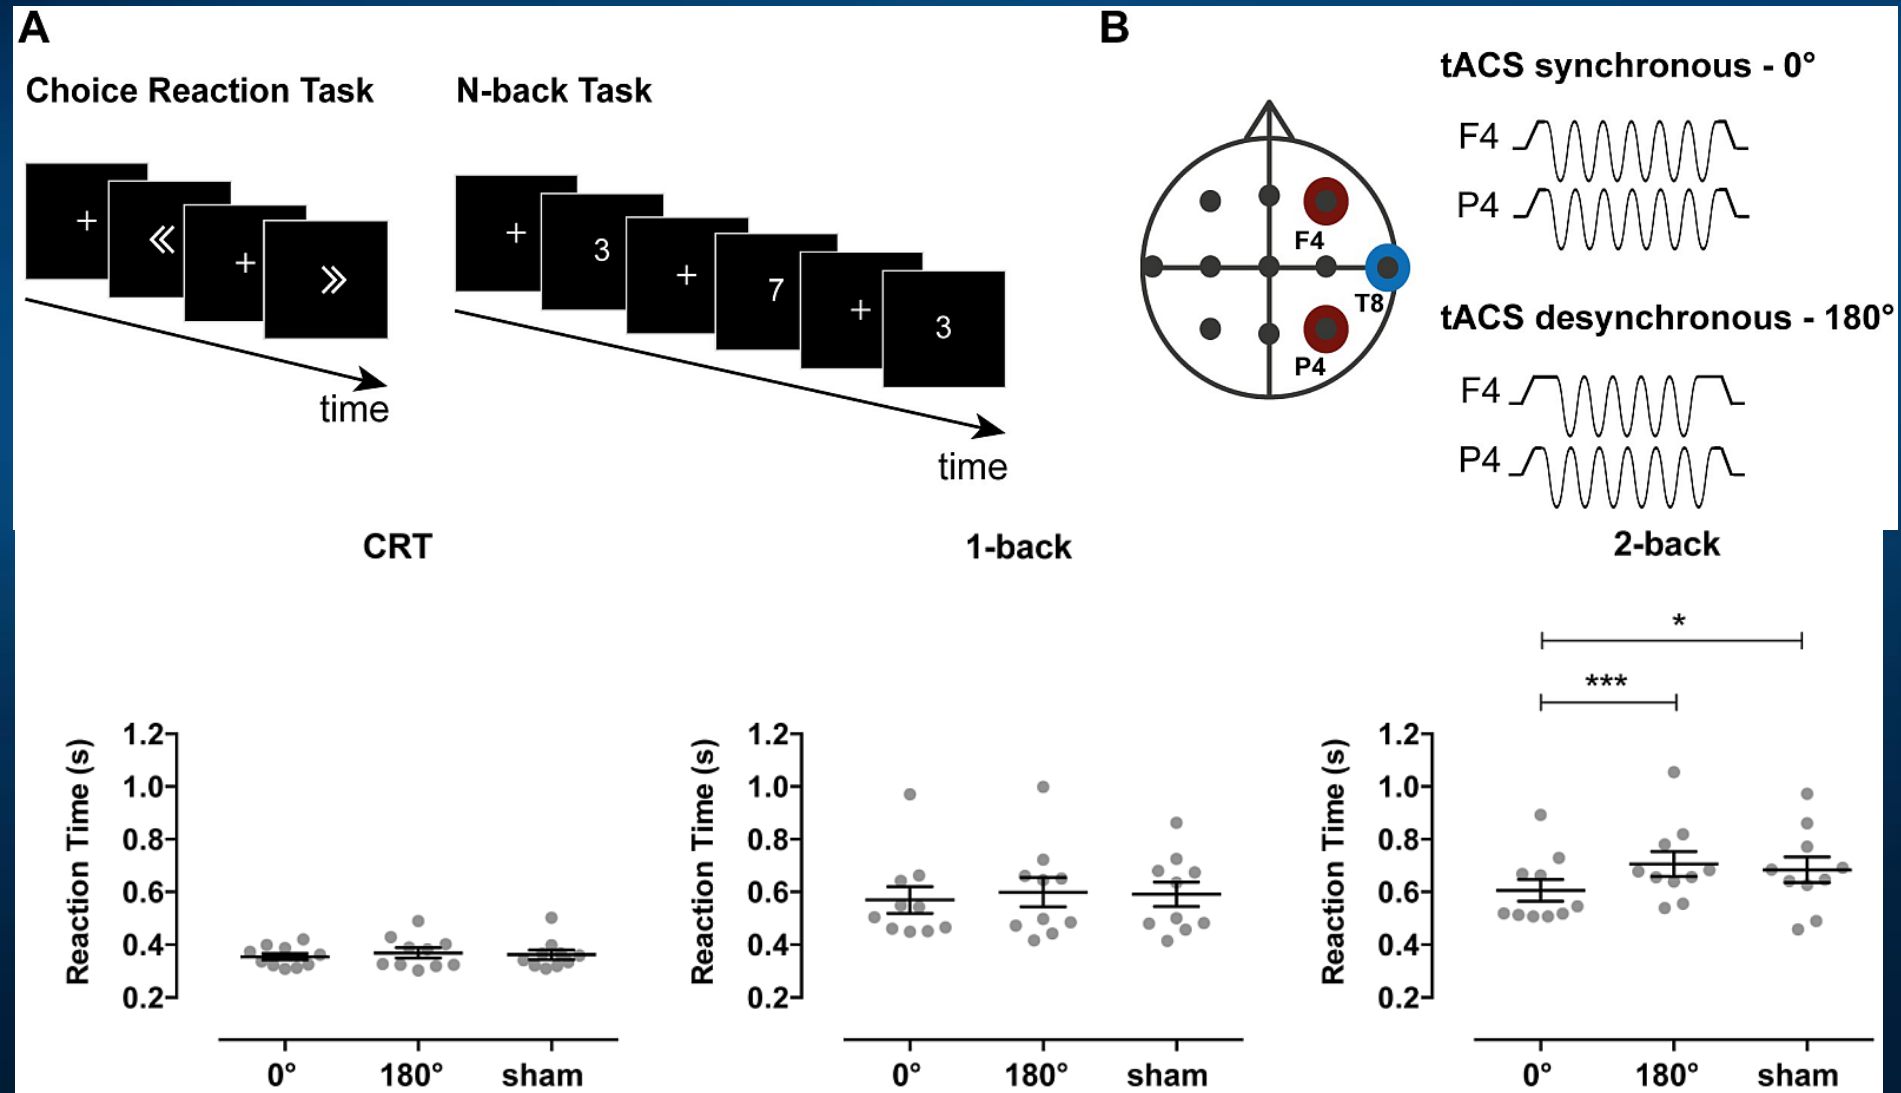 A
Choice Reaction Task
N-back Task
+
«
+
»
time
+
3
+
7
+
3
time
B
F4
T8
P4
tACS synchronous - 0°
F4
P4
tACS desynchronous - 180°
F4
P4
CRT
Reaction Time (s)
1.2
1.0
0.8
0.6
0.4
0.2
0°
180°
sham
1-back
Reaction Time (s)
1.2
1.0
0.8
0.6
0.4
0.2
0°
180°
sham
2-back
*
***
Reaction Time (s)
1.2
1.0
0.8
0.6
0.4
0.2
0°
180°
sham